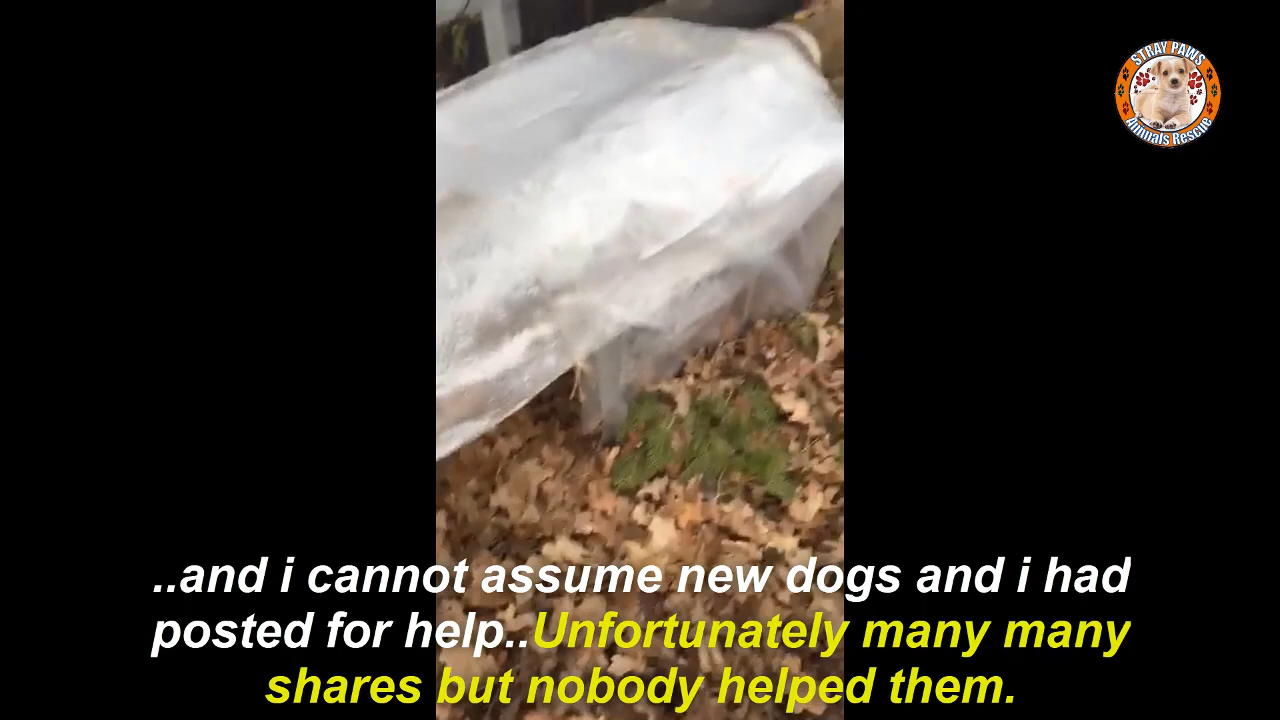 STRAY PAWS
Animals Rescue
..and i cannot assume new dogs and i had
posted for help..Unfortunately many many
shares but nobody helped them.